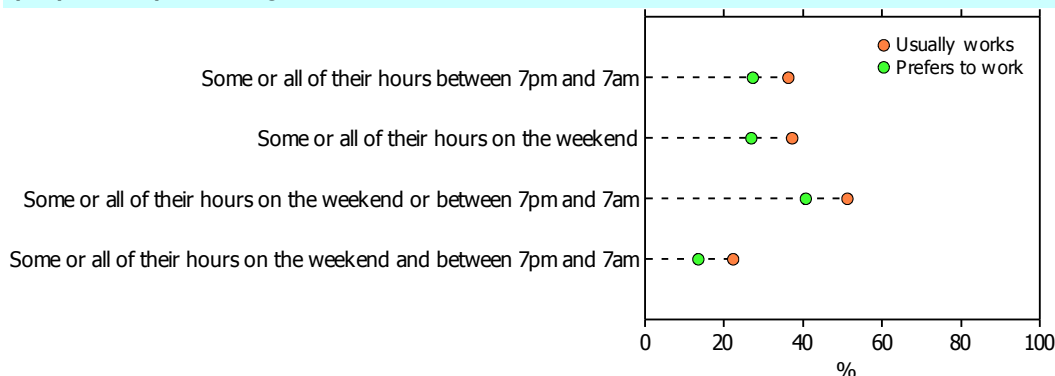 Usually works
Prefers to work
Some or all of their hours between 7pm and 7am
Some or all of their hours on the weekend
Some or all of their hours on the weekend or between 7pm and 7am
Some or all of their hours on the weekend and between 7pm and 7am
0 20 40 60 80 100
%